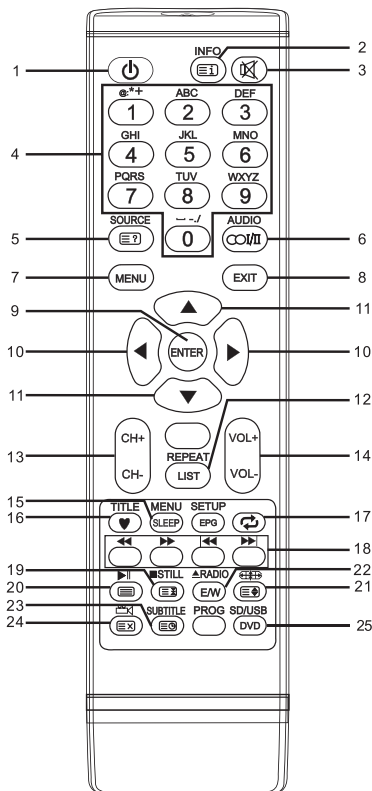 INFO
2
1
i
3
@:*+ ABC DEF
1 2 3
GHI JKL MNO
4
4 5 6
PQRS TUV WXYZ
7 8 9
SOURCE - ./ AUDIO
5
? 0 I/II
6
7
MENU EXIT
8
9
11
10
ENTER
10
11
12
13
CH+ VOL+
14
REPEAT
CH- LIST VOL-
15
TITLE MENU SETUP
16
SLEEP EPG
17
18
19
STILL RADIO
22
20
E/W
21
23
SUBTITLE PROG SD/USB
24
X DVD
25